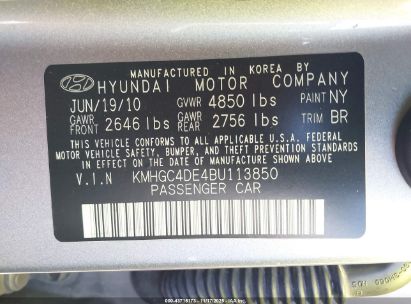 MANUFACTURED IN KOREA BY
HYUNDAI MOTOR COMPANY
JUN/19/10 GVWR 4850 lbs PAINT NY
GAWR FRONT 2646 lbs GAWR REAR 2756 lbs TRIM BR
THIS VEHICLE CONFORMS TO ALL APPLICABLE U.S.A. FEDERAL
MOTOR VEHICLE SAFETY, BUMPER, AND THEFT PREVENTION STANDARDS
IN EFFECT ON THE DATE OF MANUFACTURE SHOWN ABOVE.
V.I.N KMHGC4DE4BU113850
PASSENGER CAR